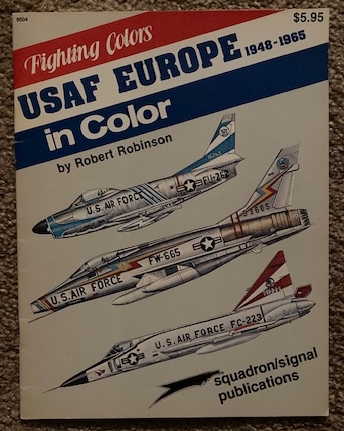 6504
$5.95
Fighting Colors
USAF EUROPE 1948-1965
in Color
by Robert Robinson
U.S. AIR FORCE FU-262
U.S. AIR FORCE FW-665
53665
U.S. AIR FORCE FC-223
squadron/signal
publications